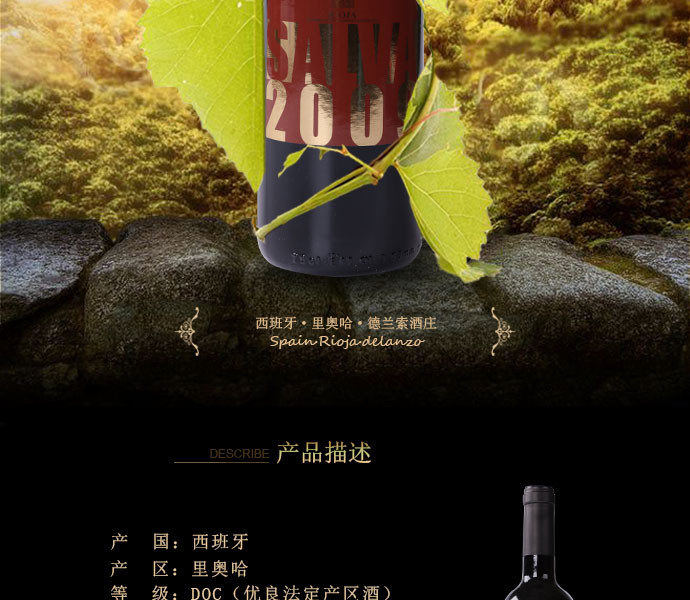 SALVA
200
西班牙·里奥哈·德兰索酒庄
Spain Rioja delanzo
DESCRIBE 产品描述
产 国：西班牙
产 区：里奥哈
等 级：DOC（优良法定产区酒）